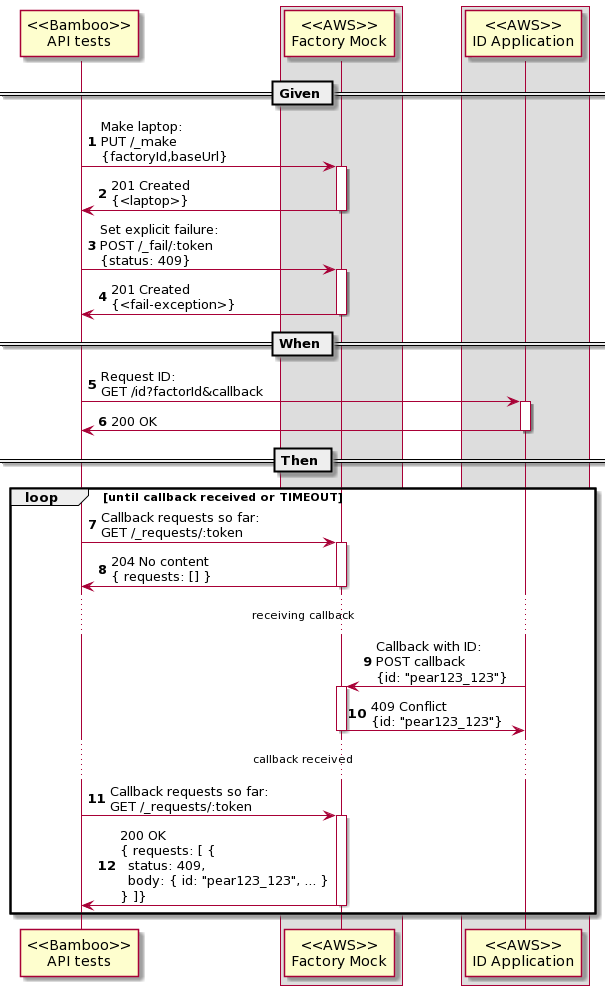 <<Bamboo>>
API tests
<<AWS>>
Factory Mock
<<AWS>>
ID Application
Given
Make laptop:
1 PUT /_make
{factoryId,baseUrl}
201 Created
2 {<laptop>}
Set explicit failure:
3 POST /_fail/:token
{status: 409}
201 Created
4 {<fail-exception>}
When
Request ID:
5 GET /id?factorId&callback
6 200 OK
Then
loop [until callback received or TIMEOUT]
Callback requests so far:
7 GET /_requests/:token
204 No content
8 { requests: [] }
receiving callback
Callback with ID:
9 POST callback
{id: "pear123_123"}
409 Conflict
10 {id: "pear123_123"}
callback received
Callback requests so far:
11 GET /_requests/:token
200 OK
{ requests: [ {
12 status: 409,
body: { id: "pear123_123", ... }
} ]}
<<Bamboo>>
API tests
<<AWS>>
Factory Mock
<<AWS>>
ID Application